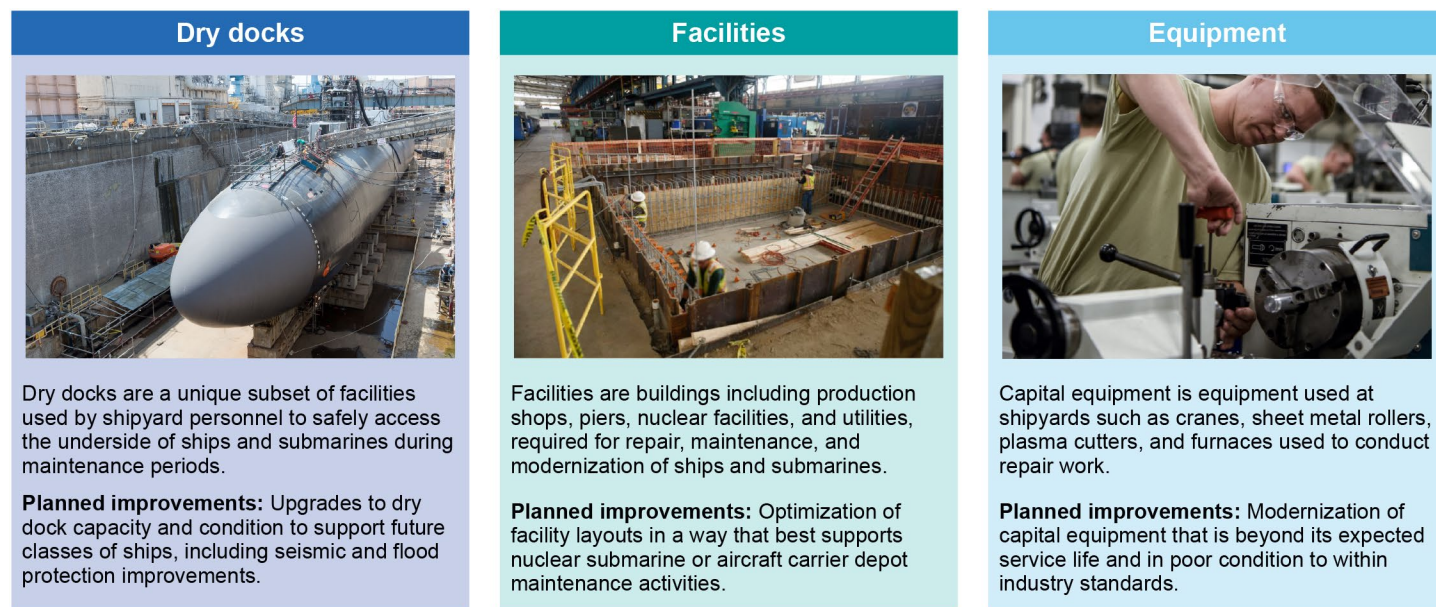 Dry docks
Dry docks are a unique subset of facilities
used by shipyard personnel to safely access
the underside of ships and submarines during
maintenance periods.
Planned improvements: Upgrades to dry
dock capacity and condition to support future
classes of ships, including seismic and flood
protection improvements.
Facilities
Facilities are buildings including production
shops, piers, nuclear facilities, and utilities,
required for repair, maintenance, and
modernization of ships and submarines.
Planned improvements: Optimization of
facility layouts in a way that best supports
nuclear submarine or aircraft carrier depot
maintenance activities.
Equipment
Capital equipment is equipment used at
shipyards such as cranes, sheet metal rollers,
plasma cutters, and furnaces used to conduct
repair work.
Planned improvements: Modernization of
capital equipment that is beyond its expected
service life and in poor condition to within
industry standards.